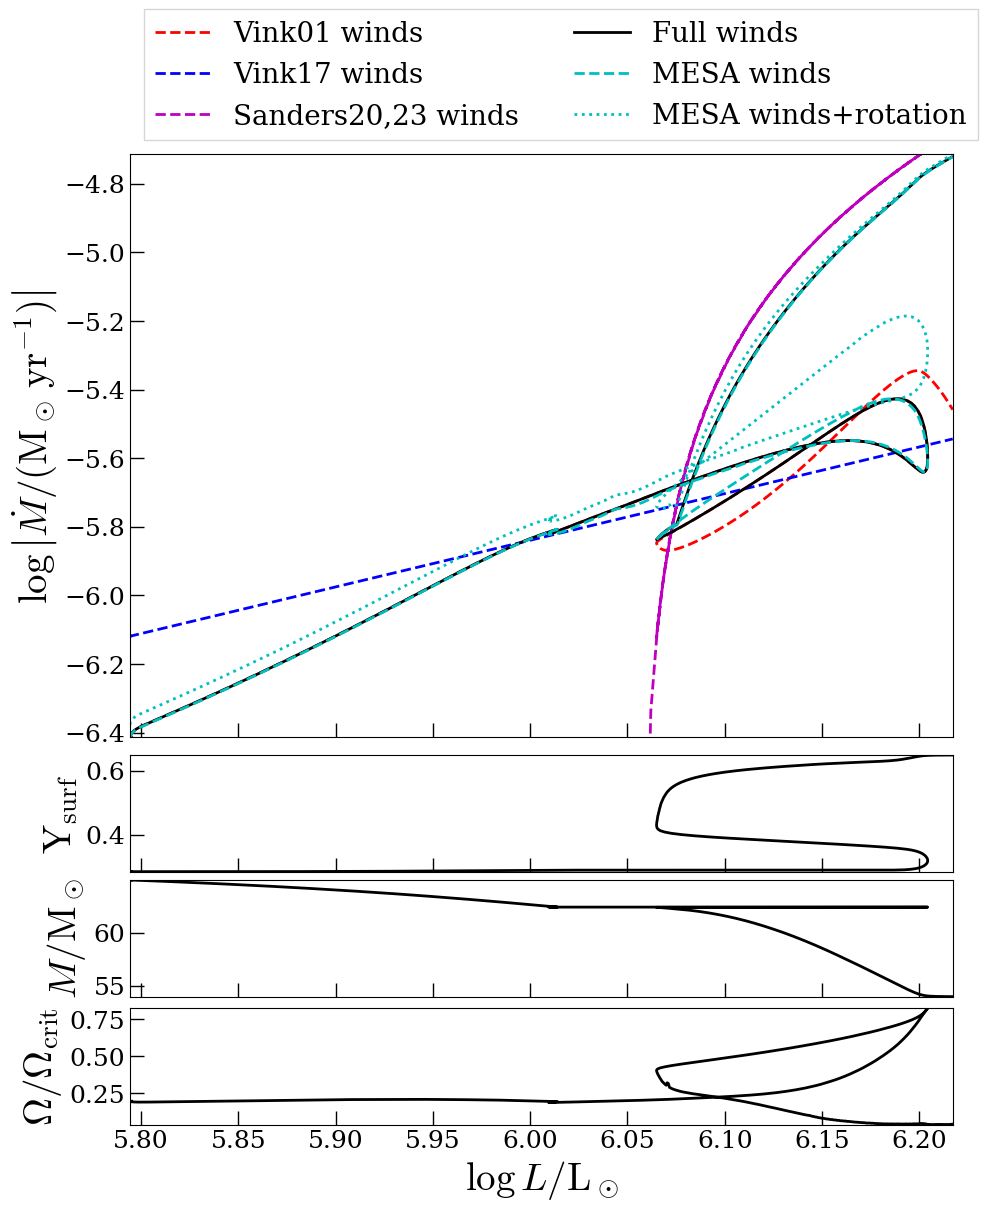 Vink01 winds
Vink17 winds
Sanders20,23 winds
Full winds
MESA winds
MESA winds+rotation
log |Ṁ/(M⊙ yr⁻¹)|
−4.8
−5.0
−5.2
−5.4
−5.6
−5.8
−6.0
−6.2
−6.4
Y_surf
0.6
0.4
M/M⊙
60
55
Ω/Ω_crit
0.75
0.50
0.25
5.80 5.85 5.90 5.95 6.00 6.05 6.10 6.15 6.20
log L/L⊙